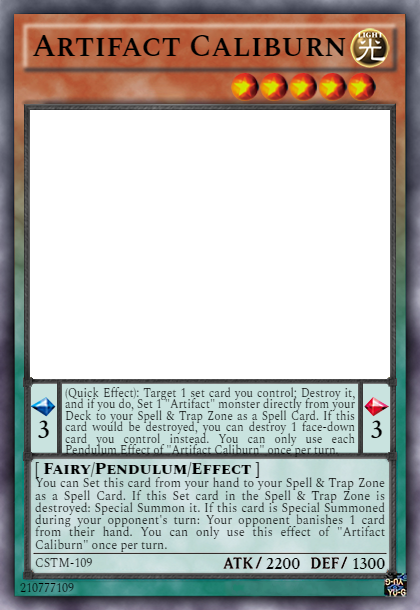 Artifact Caliburn
LIGHT
光
(Quick Effect): Target 1 set card you control; Destroy it,
and if you do, Set 1 "Artifact" monster directly from your
Deck to your Spell & Trap Zone as a Spell Card. If this
card would be destroyed, you can destroy 1 face-down
card you control instead. You can only use each
Pendulum Effect of "Artifact Caliburn" once per turn.
3
3
[ Fairy/Pendulum/Effect ]
You can Set this card from your hand to your Spell & Trap Zone
as a Spell Card. If this Set card in the Spell & Trap Zone is
destroyed: Special Summon it. If this card is Special Summoned
during your opponent's turn: Your opponent banishes 1 card
from their hand. You can only use this effect of "Artifact
Caliburn" once per turn.
CSTM-109
ATK/ 2200 DEF/ 1300
210777109